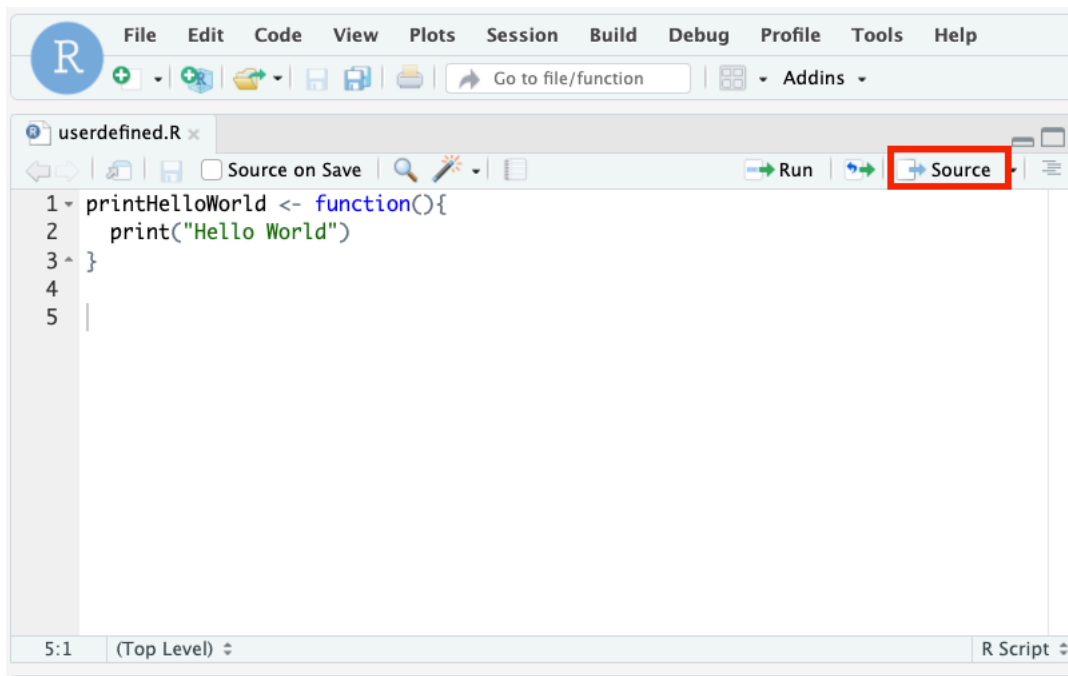 R File Edit Code View Plots Session Build Debug Profile Tools Help
R Go to file/function Addins
R userdefined.R
Source on Save Run Source
1 printHelloWorld <- function(){
2 print("Hello World")
3 }
4
5
5:1 (Top Level) R Script